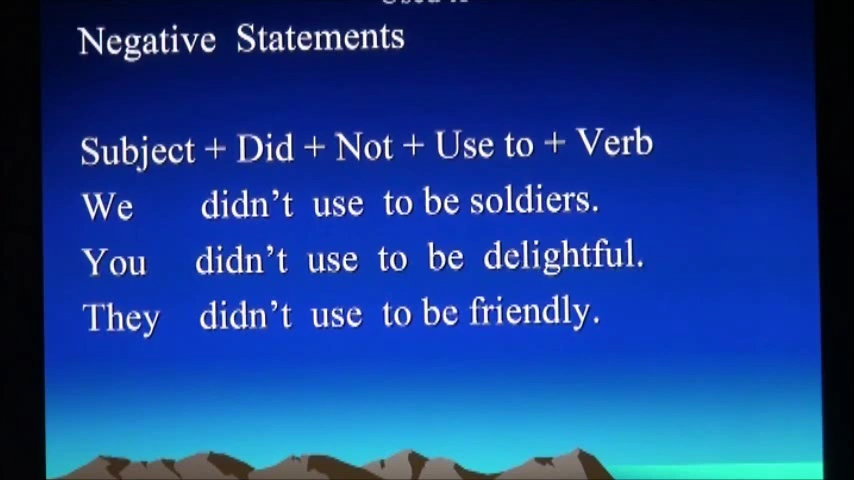 Negative Statements
Subject + Did + Not + Use to + Verb
We didn't use to be soldiers.
You didn't use to be delightful.
They didn't use to be friendly.